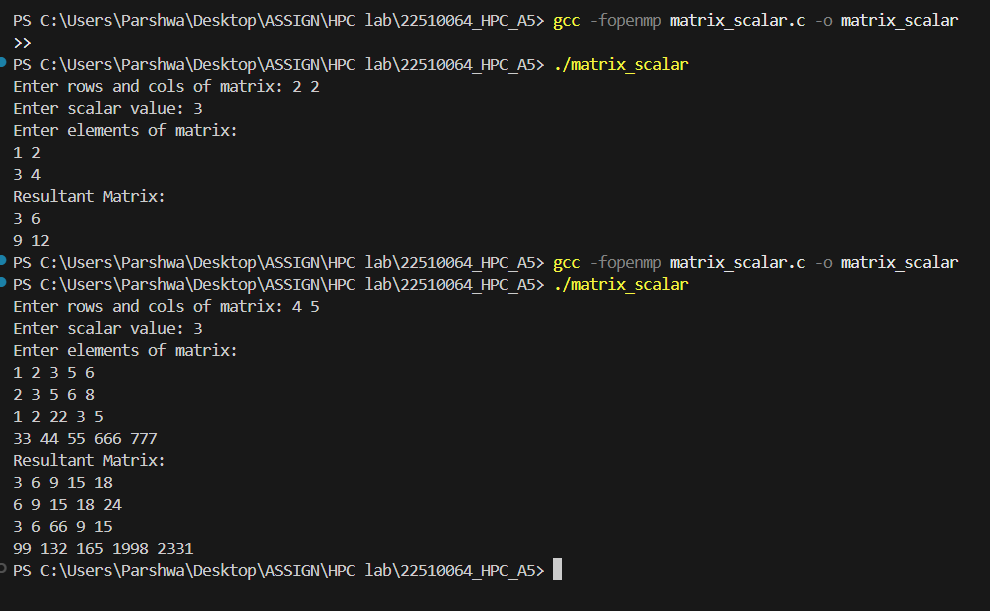 PS C:\Users\Parshwa\Desktop\ASSIGN\HPC lab\22510064_HPC_A5> gcc -fopenmp matrix_scalar.c -o matrix_scalar
>>
PS C:\Users\Parshwa\Desktop\ASSIGN\HPC lab\22510064_HPC_A5> ./matrix_scalar
Enter rows and cols of matrix: 2 2
Enter scalar value: 3
Enter elements of matrix:
1 2
3 4
Resultant Matrix:
3 6
9 12
PS C:\Users\Parshwa\Desktop\ASSIGN\HPC lab\22510064_HPC_A5> gcc -fopenmp matrix_scalar.c -o matrix_scalar
PS C:\Users\Parshwa\Desktop\ASSIGN\HPC lab\22510064_HPC_A5> ./matrix_scalar
Enter rows and cols of matrix: 4 5
Enter scalar value: 3
Enter elements of matrix:
1 2 3 5 6
2 3 5 6 8
1 2 22 3 5
33 44 55 666 777
Resultant Matrix:
3 6 9 15 18
6 9 15 18 24
3 6 66 9 15
99 132 165 1998 2331
PS C:\Users\Parshwa\Desktop\ASSIGN\HPC lab\22510064_HPC_A5>